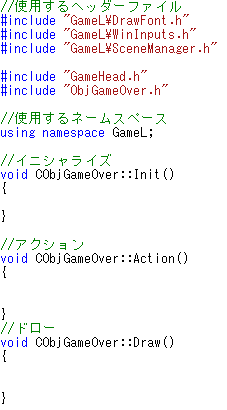 //使用するヘッダーファイル
#include "GameL¥DrawFont.h"
#include "GameL¥WinInputs.h"
#include "GameL¥SceneManager.h"
#include "GameHead.h"
#include "ObjGameOver.h"
//使用するネームスペース
using namespace GameL;
//イニシャライズ
void CObjGameOver::Init()
{
}
//アクション
void CObjGameOver::Action()
{
}
//ドロー
void CObjGameOver::Draw()
{
}